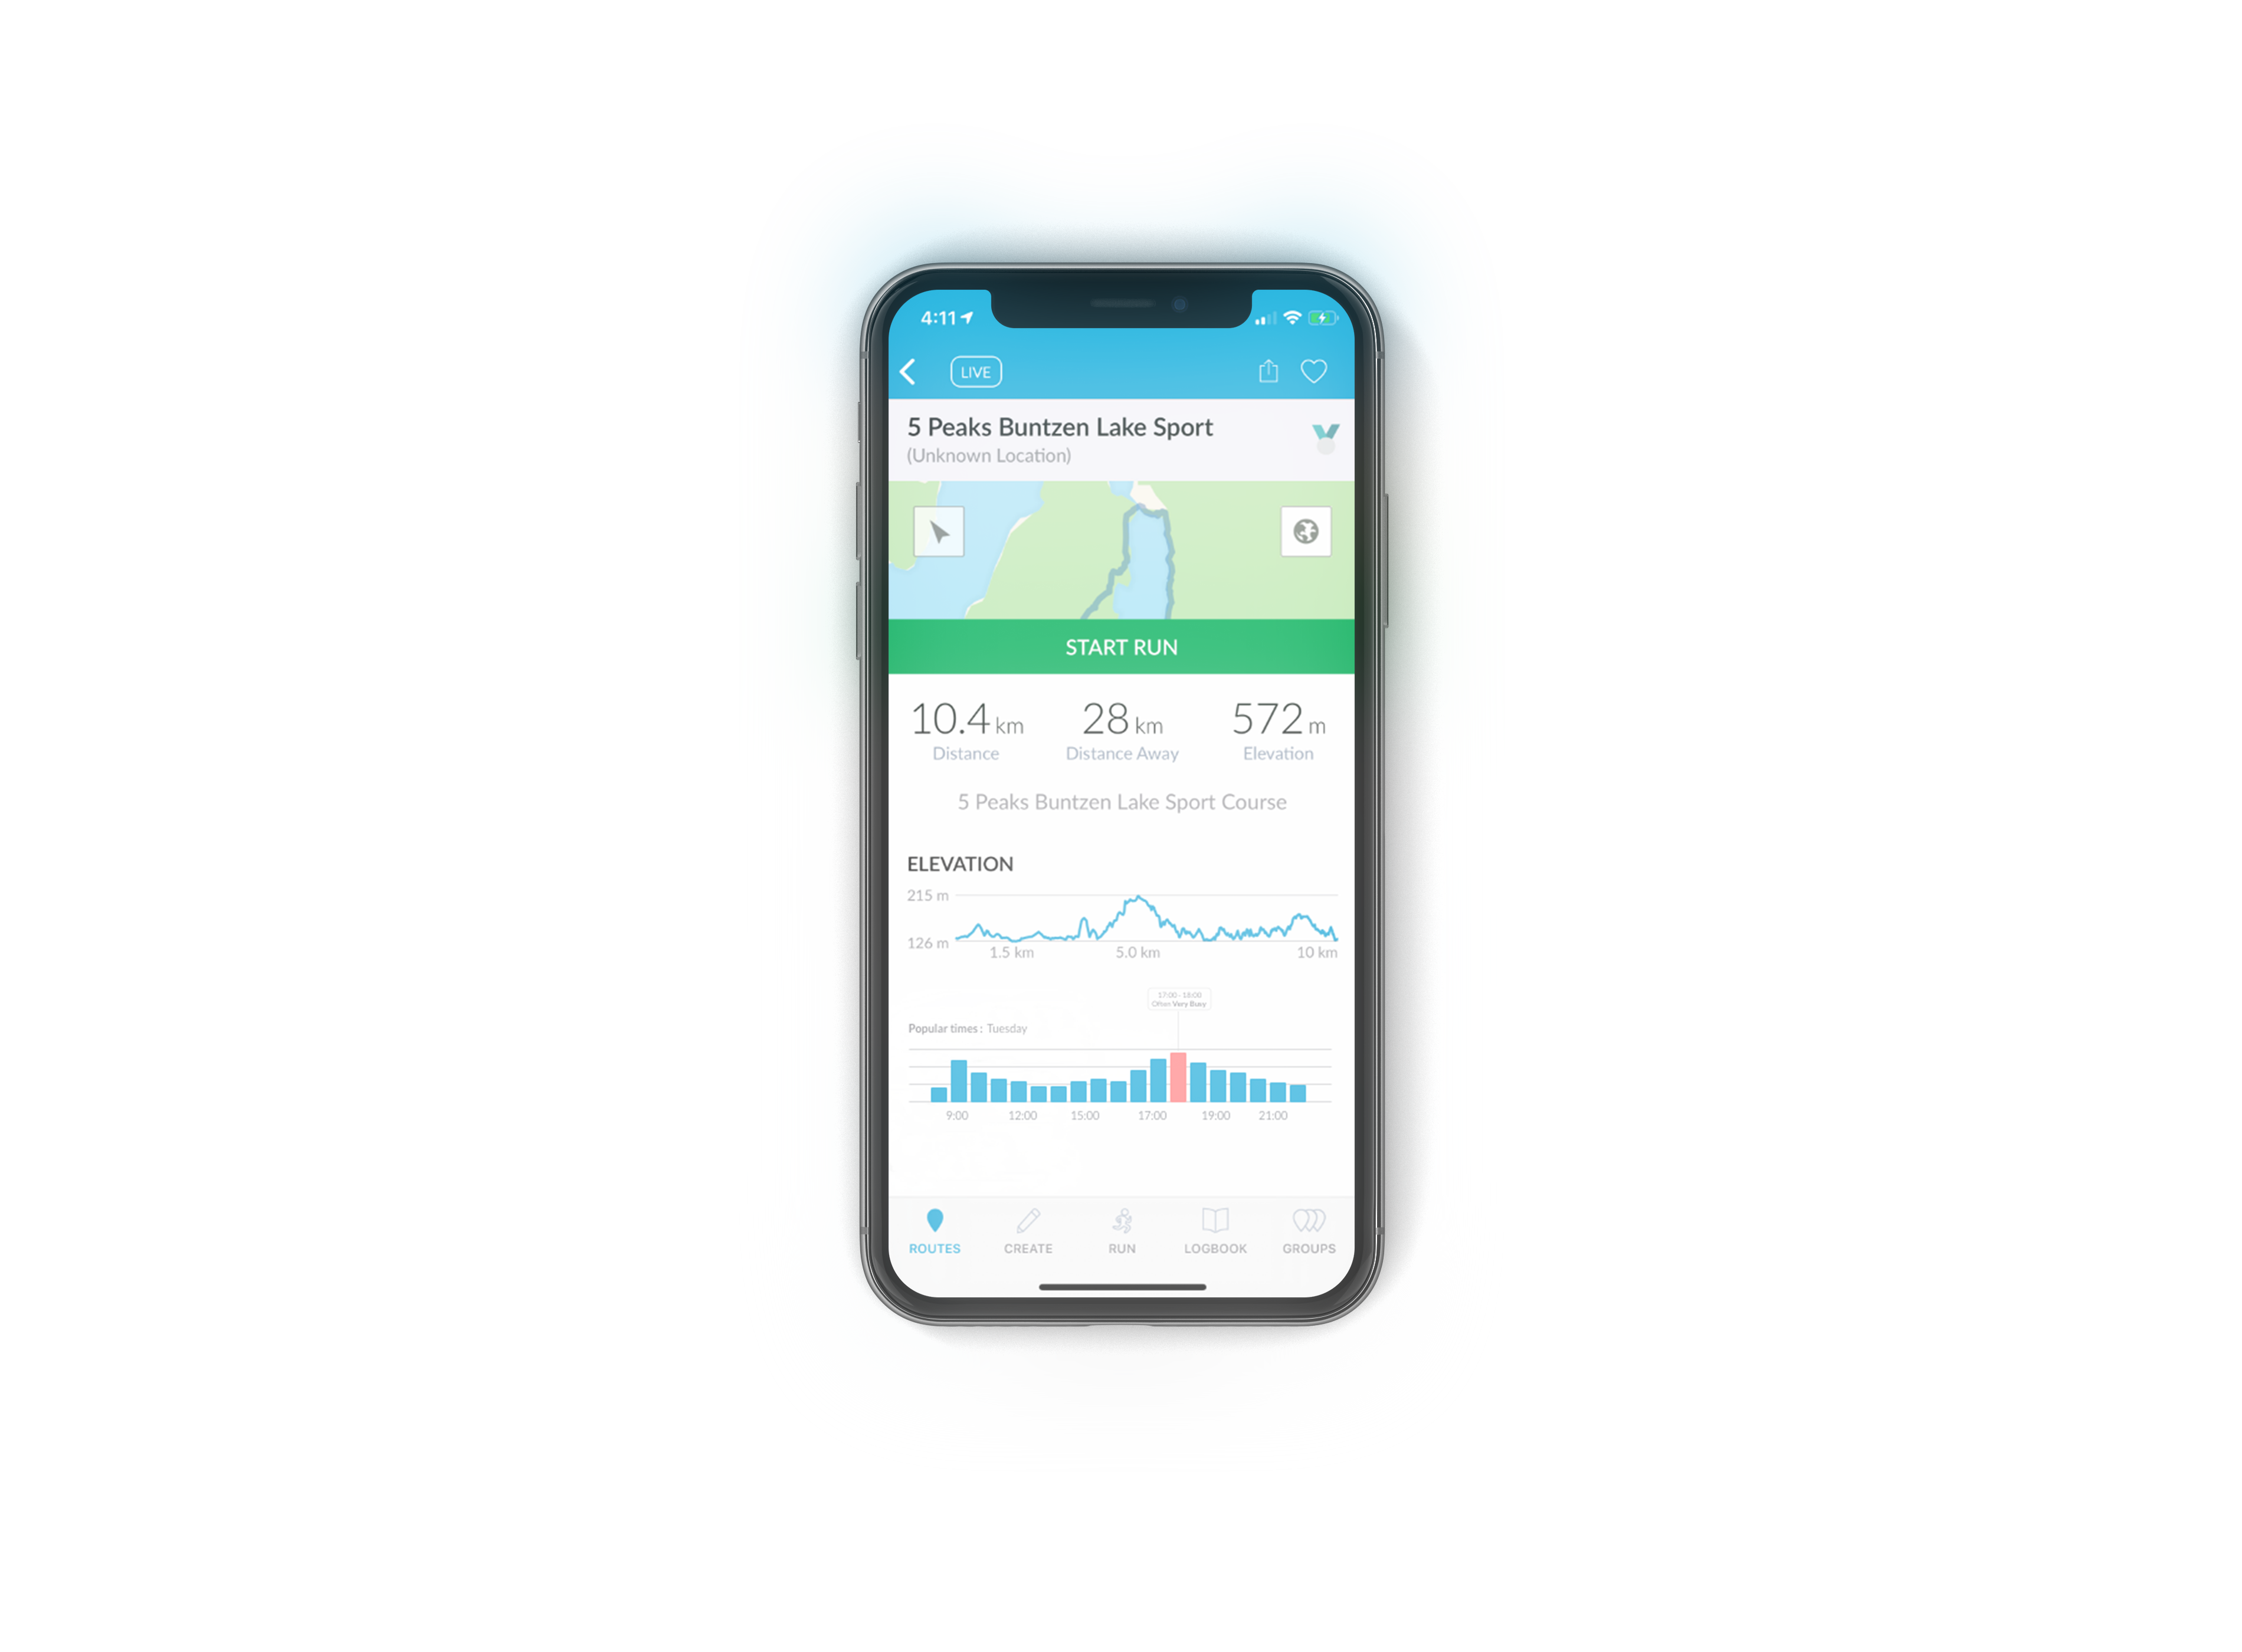 4:11
LIVE
5 Peaks Buntzen Lake Sport
(Unknown Location)
START RUN
10.4 km 28 km 572 m
Distance Distance Away Elevation
5 Peaks Buntzen Lake Sport Course
ELEVATION
215 m
126 m
1.5 km 5.0 km 10 km
17:00 - 18:00
Often Very Busy
Popular times : Tuesday
9:00 12:00 15:00 17:00 19:00 21:00
ROUTES CREATE RUN LOGBOOK GROUPS